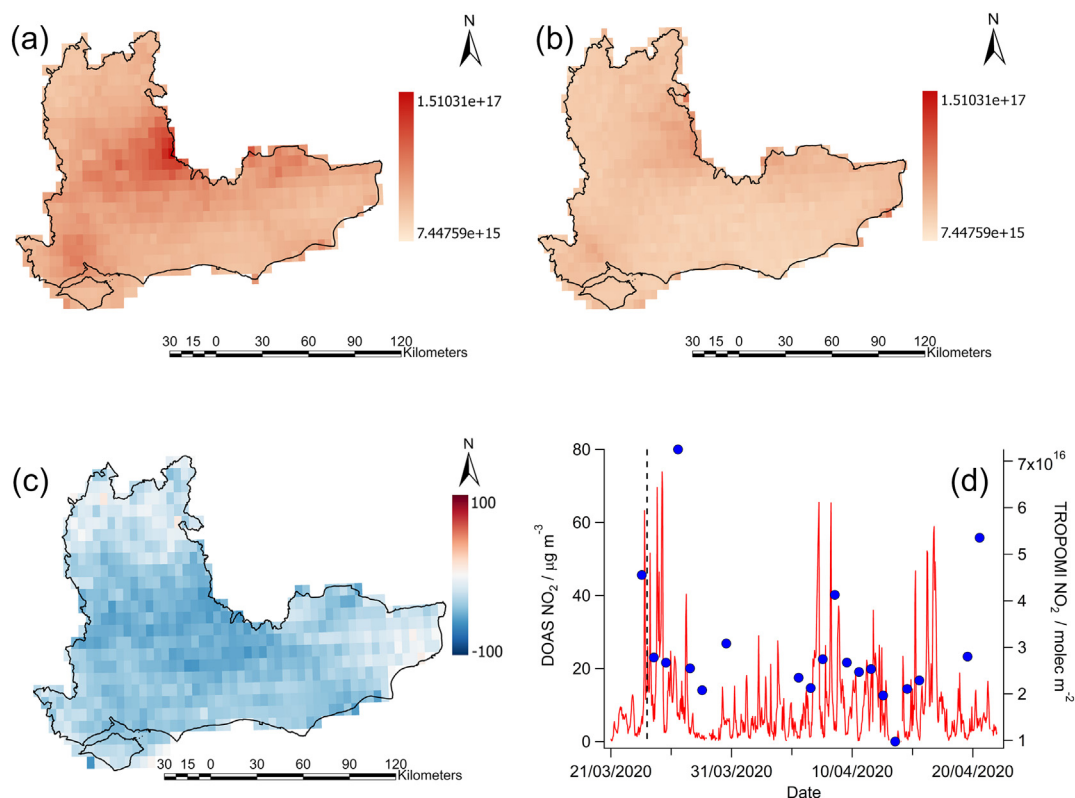 (a)
N
1.51031e+17
7.44759e+15
30 15 0 30 60 90 120
Kilometers
(b)
N
1.51031e+17
7.44759e+15
30 15 0 30 60 90 120
Kilometers
(c)
N
100
-100
30 15 0 30 60 90 120
Kilometers
(d)
80
60
40
20
0
DOAS NO₂ / µg m⁻³
7x10¹⁶
6
5
4
3
2
1
TROPOMI NO₂ / molec m⁻²
21/03/2020 31/03/2020 10/04/2020 20/04/2020
Date